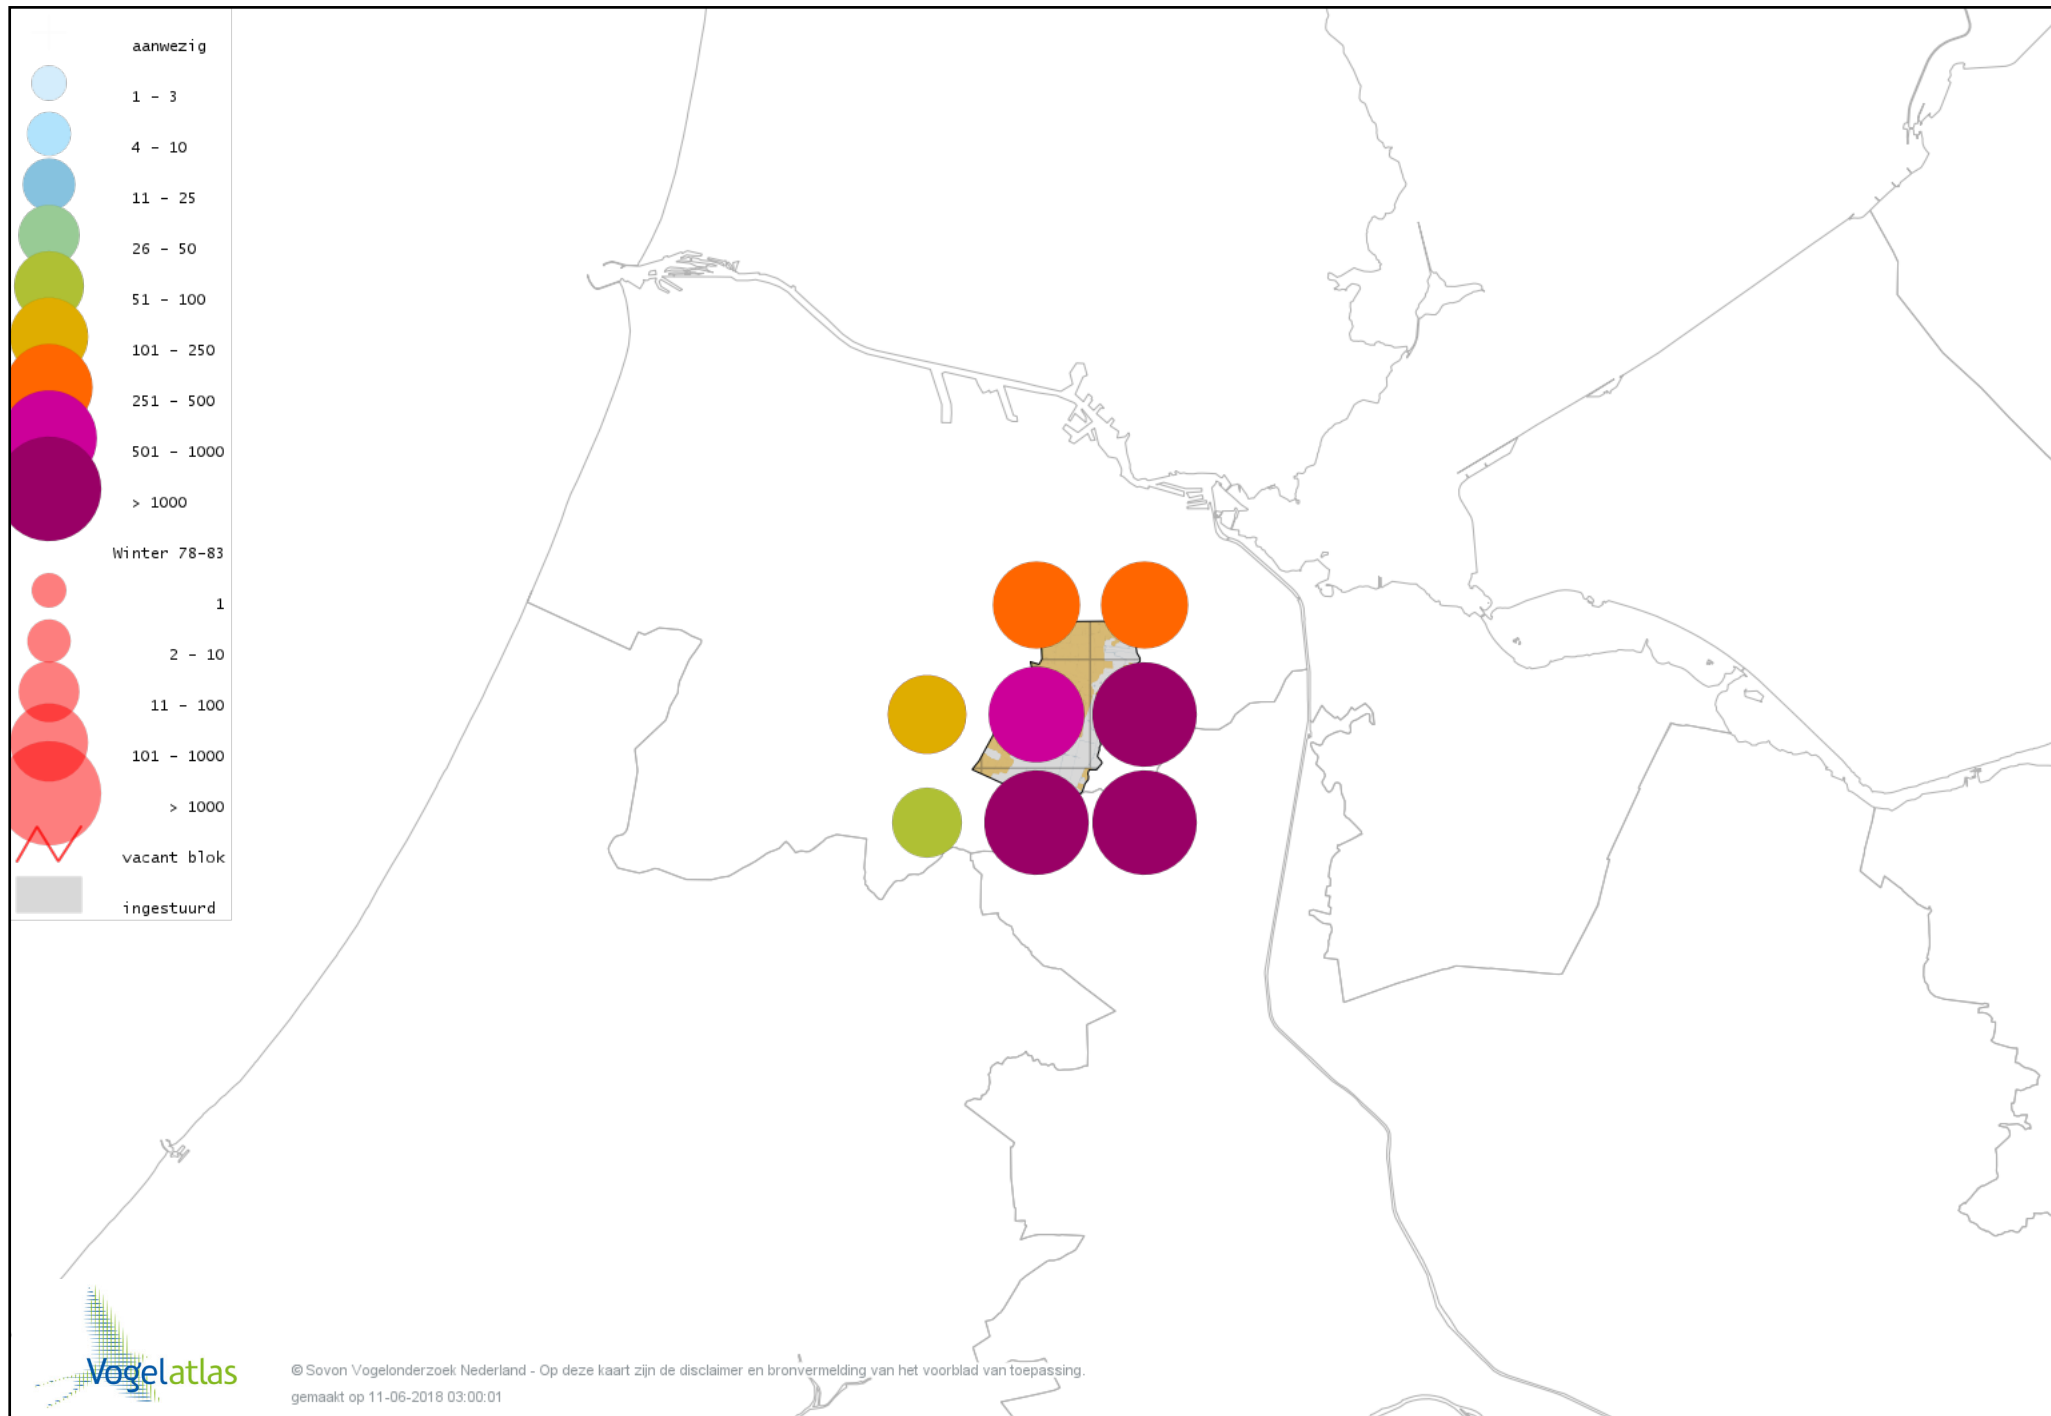 aanwezig
1 - 3
4 - 10
11 - 25
26 - 50
51 - 100
101 - 250
251 - 500
501 - 1000
> 1000
Winter 78-83
1
2 - 10
11 - 100
101 - 1000
> 1000
vacant blok
ingestuurd
Vogelatlas
© Sovon Vogelonderzoek Nederland - Op deze kaart zijn de disclaimer en bronvermelding van het voorblad van toepassing.
gemaakt op 11-06-2018 03:00:01